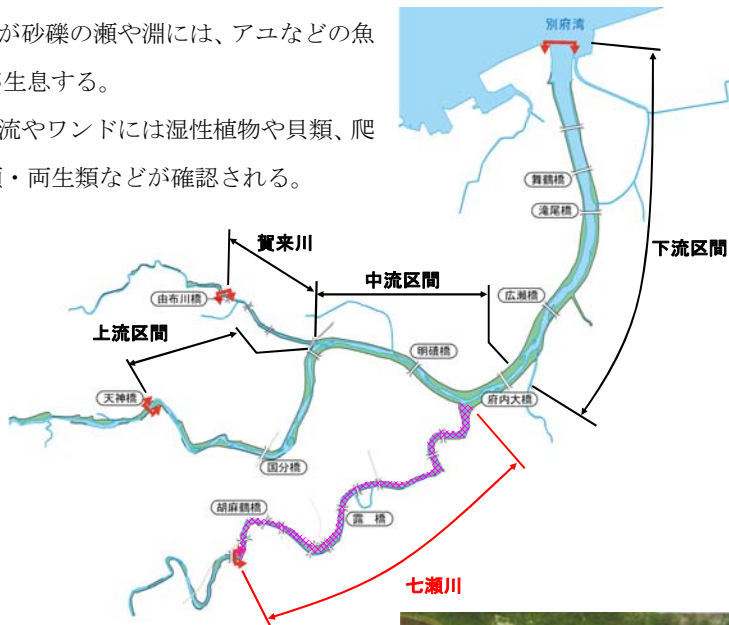 が砂礫の瀬や淵には、アユなどの魚
生息する。
流やワンドには湿性植物や貝類、爬
・両生類などが確認される。
別府湾
舞鶴橋
滝尾橋
下流区間
賀来川
中流区間
由布川橋
広瀬橋
上流区間
明磧橋
天神橋
府内大橋
国分橋
胡麻鶴橋
露 橋
七瀬川